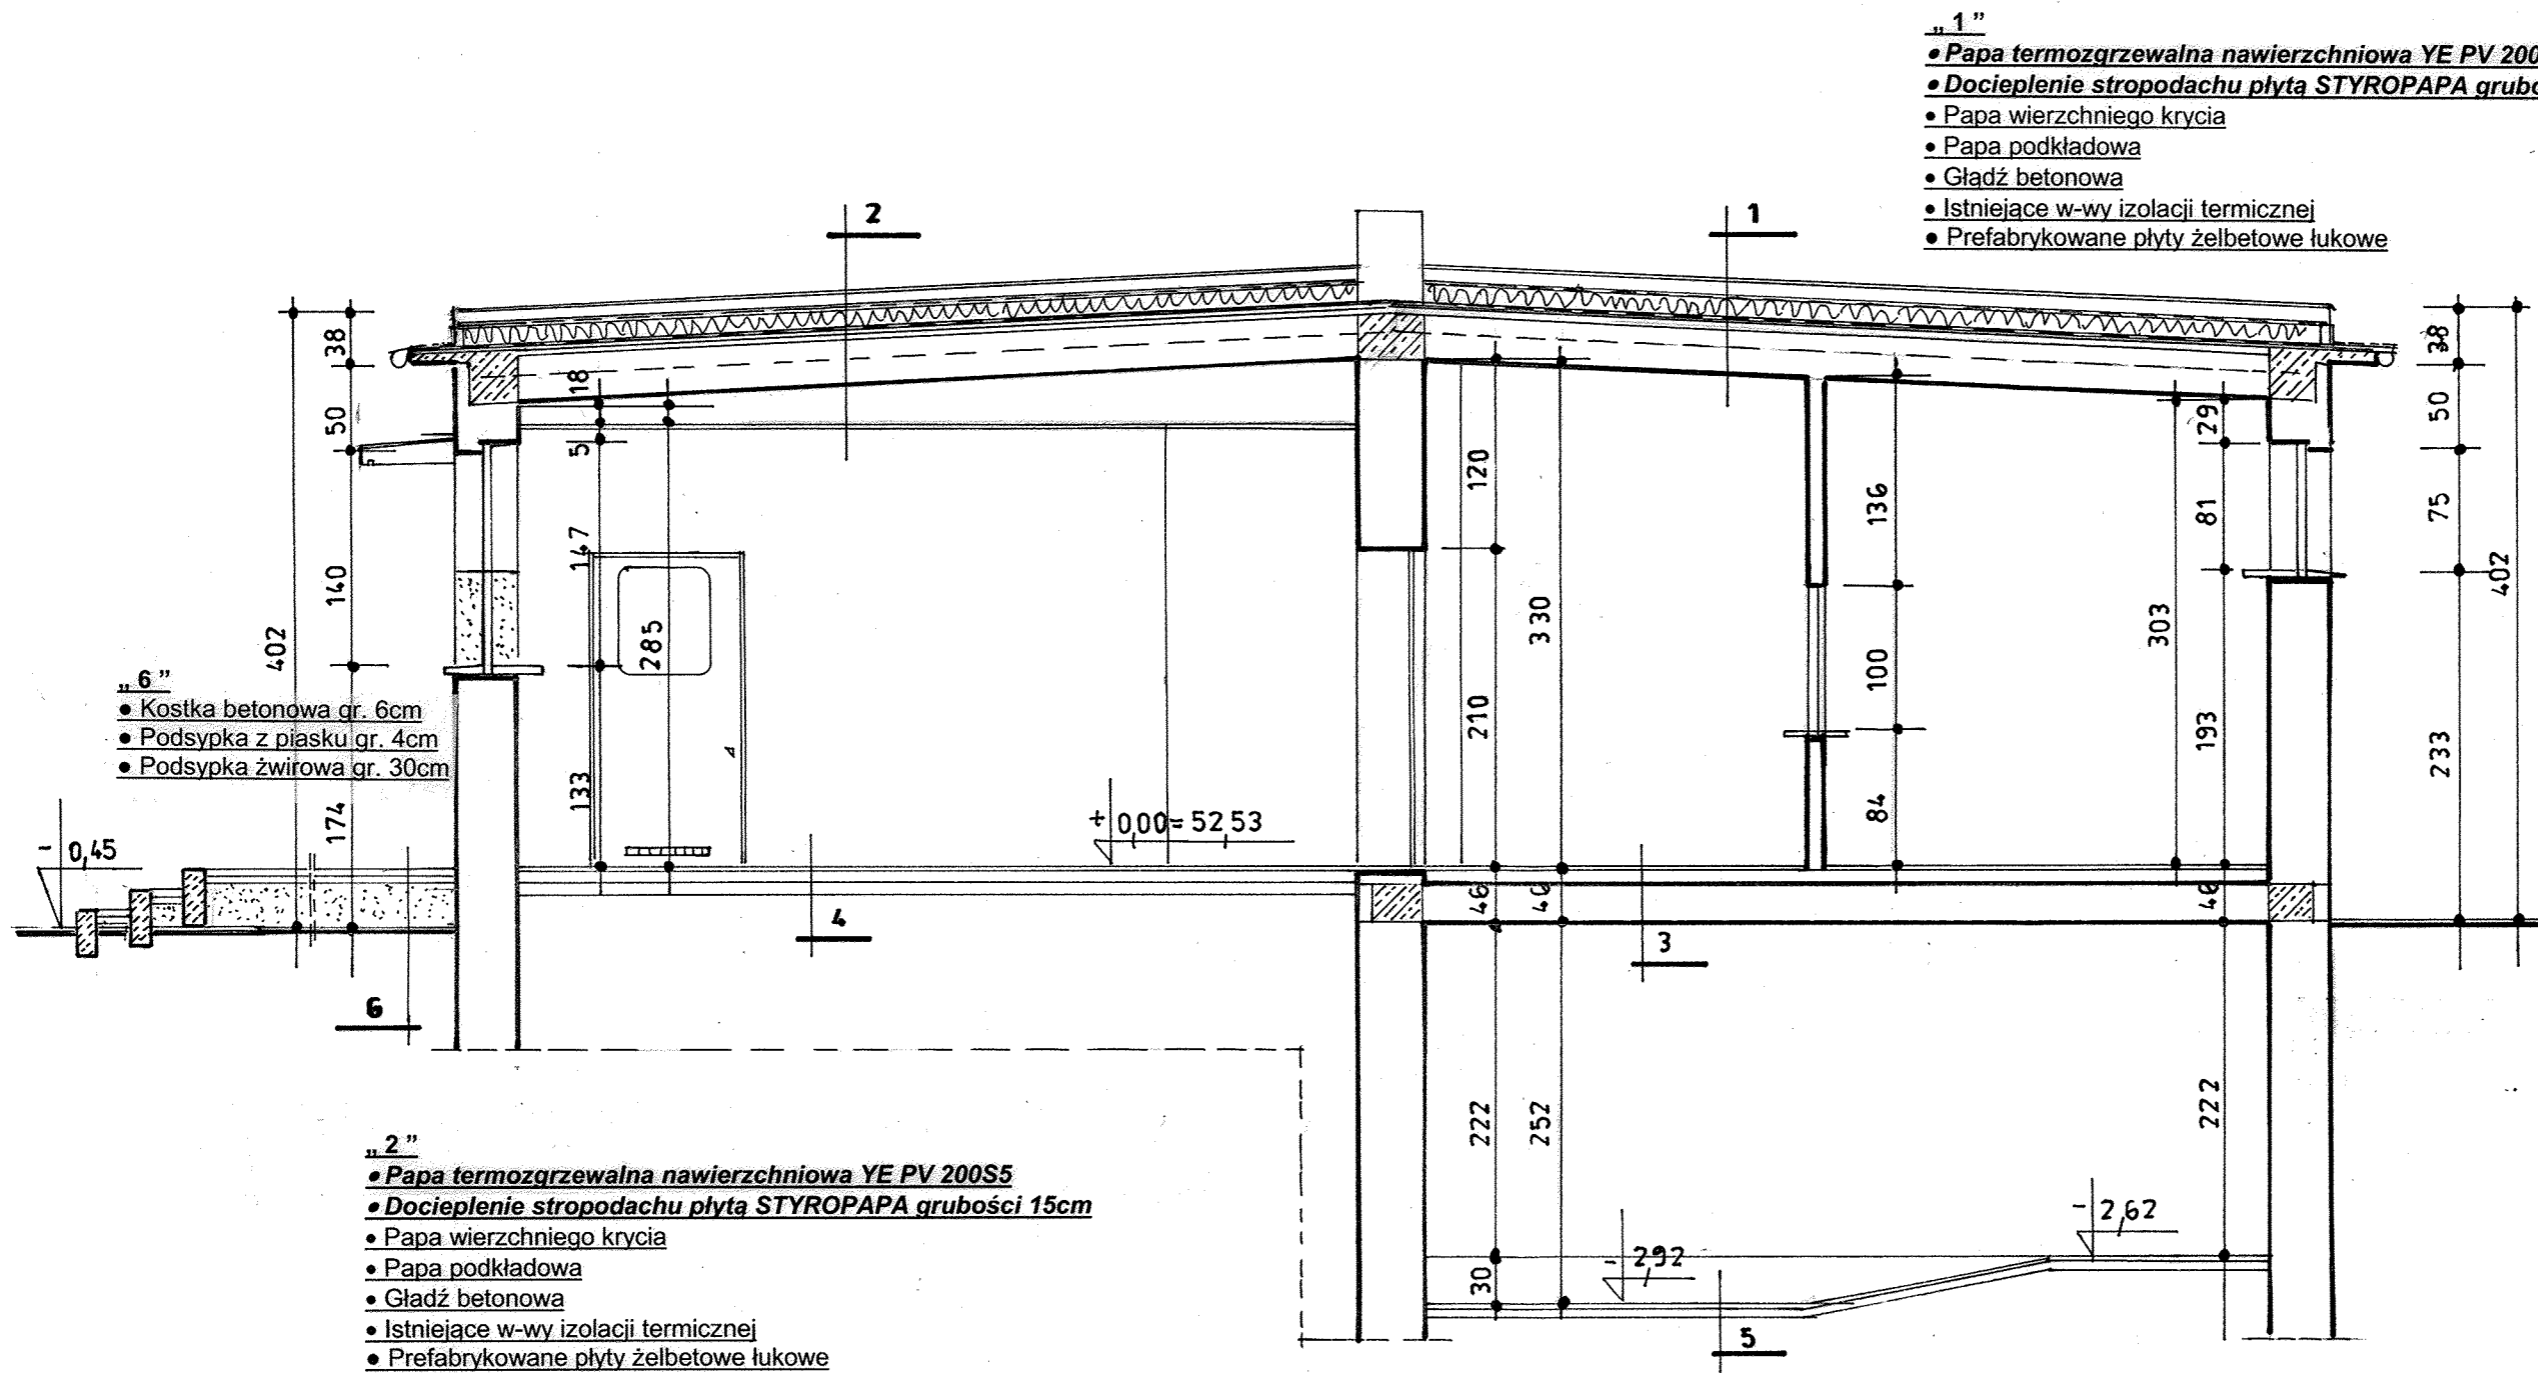 „ 1 ”
• Papa termozgrzewalna nawierzchniowa YE PV 200
• Docieplenie stropodachu płytą STYROPAPA grubo
• Papa wierzchniego krycia
• Papa podkładowa
• Gładź betonowa
• Istniejące w-wy izolacji termicznej
• Prefabrykowane płyty żelbetowe łukowe
2
1
38
50
140
174
402
18
5
147
133
285
120
210
330
136
100
84
303
29
81
193
38
50
75
233
402
„ 6 ”
• Kostka betonowa gr. 6cm
• Podsypka z piasku gr. 4cm
• Podsypka żwirowa gr. 30cm
- 0,45
+ 0,00= 52,53
46
46
46
4
3
6
222
252
222
30
- 2,92
- 2,62
5
„ 2 ”
• Papa termozgrzewalna nawierzchniowa YE PV 200S5
• Docieplenie stropodachu płytą STYROPAPA grubości 15cm
• Papa wierzchniego krycia
• Papa podkładowa
• Gładź betonowa
• Istniejące w-wy izolacji termicznej
• Prefabrykowane płyty żelbetowe łukowe